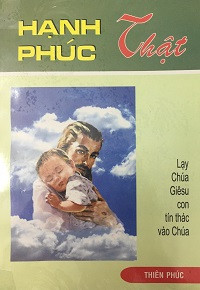 HẠNH
PHÚC
Thật
Lạy
Chúa
Giêsu
con
tín thác
vào Chúa
THIÊN PHÚC